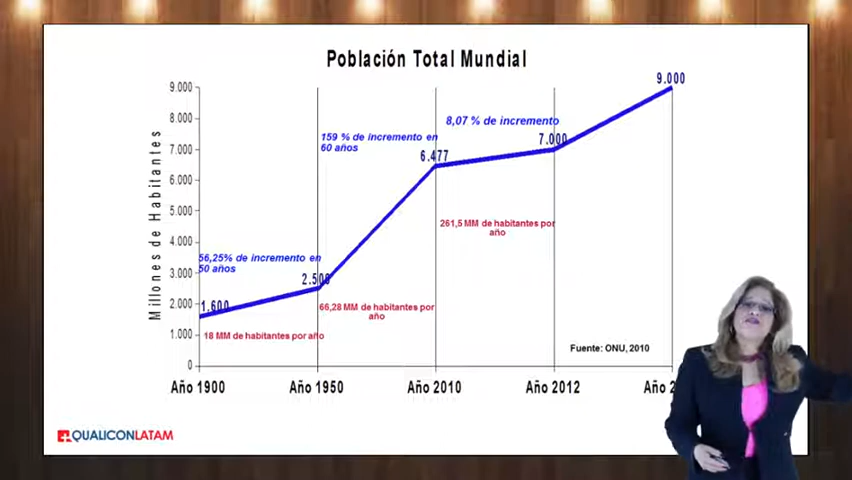 Población Total Mundial
Millones de Habitantes
9.000
8.000
7.000
6.000
5.000
4.000
3.000
2.000
1.000
0
1.600
2.500
6.477
7.000
9.000
56,25% de incremento en
50 años
159 % de incremento en
60 años
8,07 % de incremento
18 MM de habitantes por año
66,28 MM de habitantes por
año
261,5 MM de habitantes por
año
Fuente: ONU, 2010
Año 1900
Año 1950
Año 2010
Año 2012
Año
QUALICONLATAM